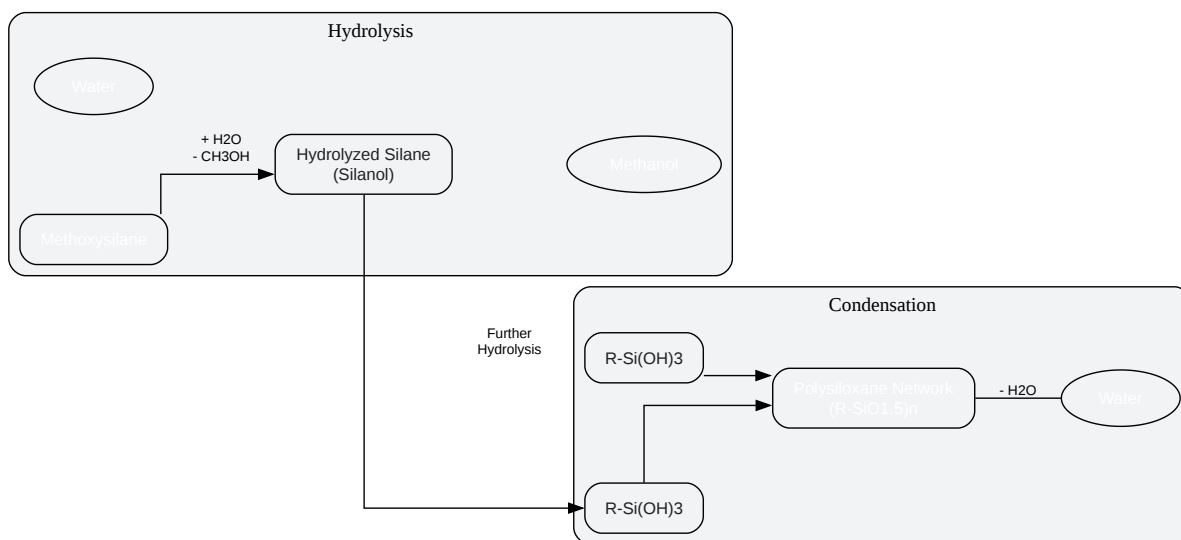 Hydrolysis
Water
+ H2O
- CH3OH
Hydrolyzed Silane
(Silanol)
Methanol
Methoxysilane
Condensation
Further
Hydrolysis
R-Si(OH)3
Polysiloxane Network
(R-SiO1.5)n
- H2O
Water
R-Si(OH)3